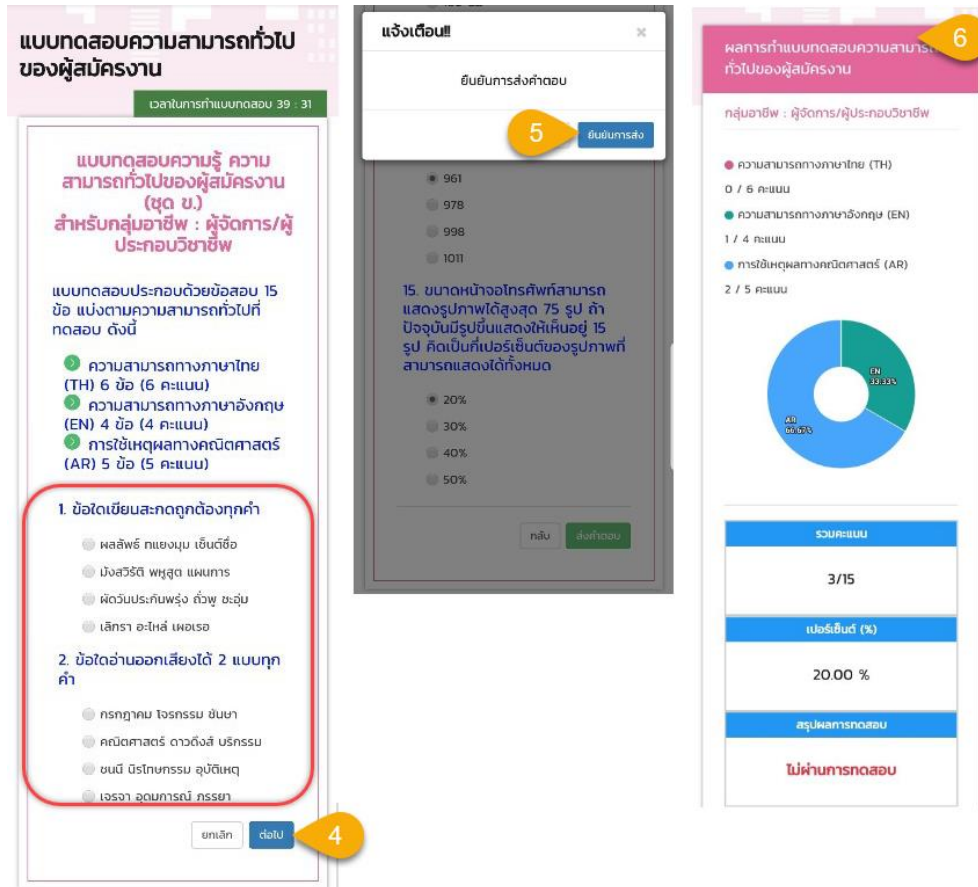 แบบทดสอบความสามารถทั่วไป
ของผู้สมัครงาน
เวลาในการทำแบบทดสอบ 39 : 31
แบบทดสอบความรู้ ความ
สามารถทั่วไปของผู้สมัครงาน
(ชุด ข.)
สำหรับกลุ่มอาชีพ : ผู้จัดการ/ผู้
ประกอบวิชาชีพ
แบบทดสอบประกอบด้วยข้อสอบ 15
ข้อ แบ่งตามความสามารถทั่วไปที่
ทดสอบ ดังนี้
ความสามารถทางภาษาไทย
(TH) 6 ข้อ (6 คะแนน)
ความสามารถทางภาษาอังกฤษ
(EN) 4 ข้อ (4 คะแนน)
การใช้เหตุผลทางคณิตศาสตร์
(AR) 5 ข้อ (5 คะแนน)
1. ข้อใดเขียนสะกดถูกต้องทุกคำ
ผลลัพธ์ ทแยงมุม เซ็นต์ชื่อ
มังสวิรัติ พหูสูต แผนการ
ผัดวันประกันพรุ่ง ถั่วพู ชะอุ่ม
เลิกรา อะไหล่ เผอเรอ
2. ข้อใดอ่านออกเสียงได้ 2 แบบทุก
คำ
กรกฎาคม โจรกรรม ชันษา
คณิตศาสตร์ ดาวดึงส์ บริกรรม
ชนนี นิรโทษกรรม อุบัติเหตุ
เจรจา อุดมการณ์ ภรรยา
ยกเลิก
ต่อไป
4
แจ้งเตือน!!
×
ยืนยันการส่งคำตอบ
5
ยืนยันการส่ง
961
978
998
1011
15. ขนาดหน้าจอโทรศัพท์สามารถ
แสดงรูปภาพได้สูงสุด 75 รูป ถ้า
ปัจจุบันมีรูปขึ้นแสดงให้เห็นอยู่ 15
รูป คิดเป็นกี่เปอร์เซ็นต์ของรูปภาพที่
สามารถแสดงได้ทั้งหมด
20%
30%
40%
50%
กลับ
ส่งคำตอบ
6
ผลการทำแบบทดสอบความสามารถ
ทั่วไปของผู้สมัครงาน
กลุ่มอาชีพ : ผู้จัดการ/ผู้ประกอบวิชาชีพ
ความสามารถทางภาษาไทย (TH)
0 / 6 คะแนน
ความสามารถทางภาษาอังกฤษ (EN)
1 / 4 คะแนน
การใช้เหตุผลทางคณิตศาสตร์ (AR)
2 / 5 คะแนน
EN
33.33%
AR
66.67%
รวมคะแนน
3/15
เปอร์เซ็นต์ (%)
20.00 %
สรุปผลการทดสอบ
ไม่ผ่านการทดสอบ